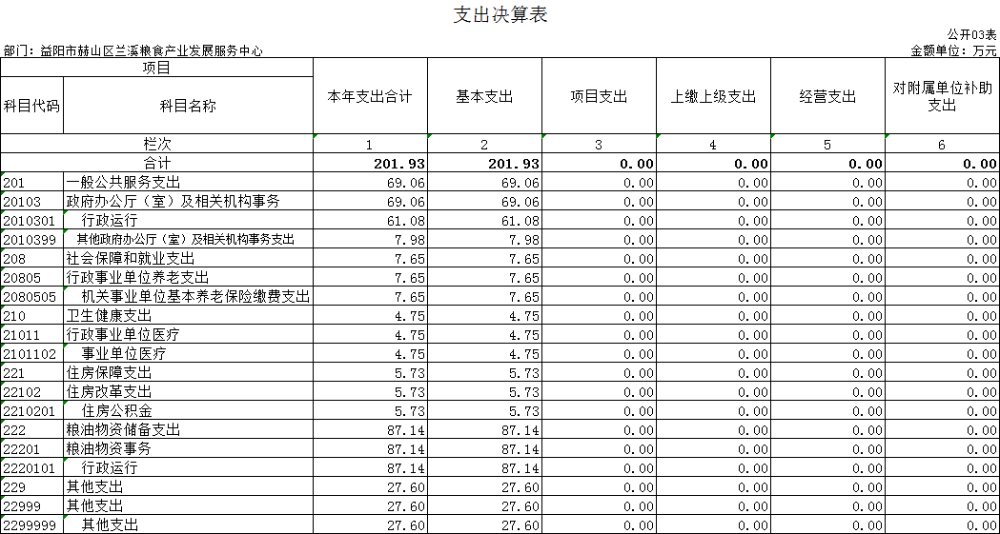 支出决算表
公开03表
部门：益阳市赫山区兰溪粮食产业发展服务中心 金额单位：万元
项目 本年支出合计 基本支出 项目支出 上缴上级支出 经营支出 对附属单位补助支出
科目代码 科目名称
栏次 1 2 3 4 5 6
合计 201.93 201.93 0.00 0.00 0.00 0.00
201 一般公共服务支出 69.06 69.06 0.00 0.00 0.00 0.00
20103 政府办公厅（室）及相关机构事务 69.06 69.06 0.00 0.00 0.00 0.00
2010301 行政运行 61.08 61.08 0.00 0.00 0.00 0.00
2010399 其他政府办公厅（室）及相关机构事务支出 7.98 7.98 0.00 0.00 0.00 0.00
208 社会保障和就业支出 7.65 7.65 0.00 0.00 0.00 0.00
20805 行政事业单位养老支出 7.65 7.65 0.00 0.00 0.00 0.00
2080505 机关事业单位基本养老保险缴费支出 7.65 7.65 0.00 0.00 0.00 0.00
210 卫生健康支出 4.75 4.75 0.00 0.00 0.00 0.00
21011 行政事业单位医疗 4.75 4.75 0.00 0.00 0.00 0.00
2101102 事业单位医疗 4.75 4.75 0.00 0.00 0.00 0.00
221 住房保障支出 5.73 5.73 0.00 0.00 0.00 0.00
22102 住房改革支出 5.73 5.73 0.00 0.00 0.00 0.00
2210201 住房公积金 5.73 5.73 0.00 0.00 0.00 0.00
222 粮油物资储备支出 87.14 87.14 0.00 0.00 0.00 0.00
22201 粮油物资事务 87.14 87.14 0.00 0.00 0.00 0.00
2220101 行政运行 87.14 87.14 0.00 0.00 0.00 0.00
229 其他支出 27.60 27.60 0.00 0.00 0.00 0.00
22999 其他支出 27.60 27.60 0.00 0.00 0.00 0.00
2299999 其他支出 27.60 27.60 0.00 0.00 0.00 0.00